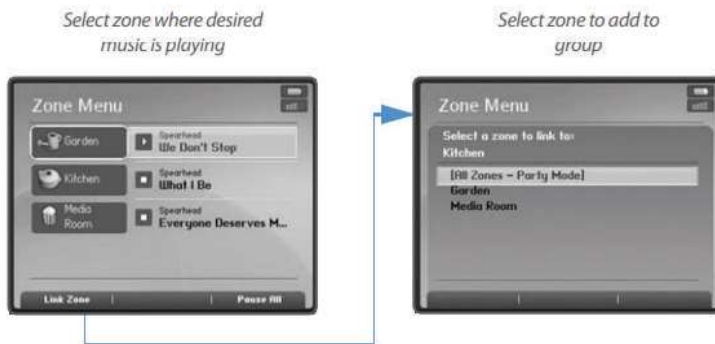 Select zone where desired
music is playing
Zone Menu
Garden
Spearhead
We Don't Stop
Kitchen
Spearhead
What I Be
Media
Room
Spearhead
Everyone Deserves M...
Link Zone
Pause All
Select zone to add to
group
Zone Menu
Select a zone to link to:
Kitchen
[All Zones – Party Mode]
Garden
Media Room